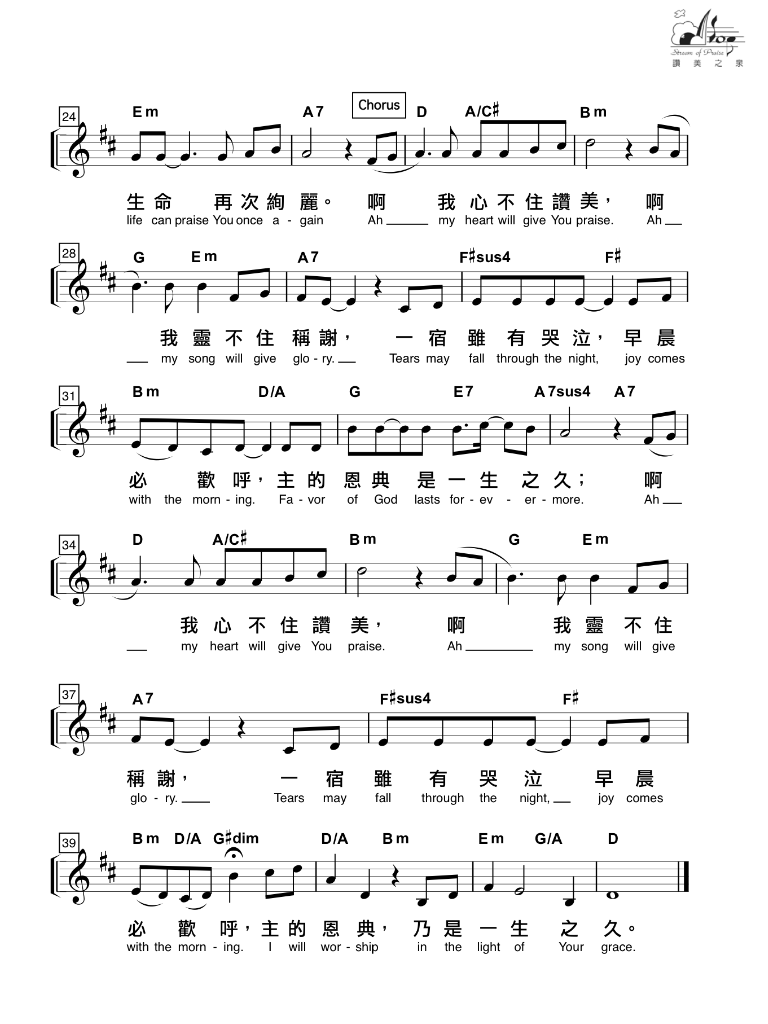 Stream of Praise
讚美之泉
24 Em A7 Chorus D A/C♯ Bm
生命 再次絢麗。 啊 我心不住讚美, 啊
life can praise You once a - gain Ah my heart will give You praise. Ah
28 G Em A7 F♯sus4 F♯
我靈不住稱謝, 一宿雖有哭泣,早晨
my song will give glo - ry. Tears may fall through the night, joy comes
31 Bm D/A G E7 A7sus4 A7
必 歡呼,主的恩典是一生之久; 啊
with the morn - ing. Fa - vor of God lasts for - ev - er - more. Ah
34 D A/C♯ Bm G Em
我心不住讚美, 啊 我靈不住
my heart will give You praise. Ah my song will give
37 A7 F♯sus4 F♯
稱謝, 一宿雖有哭泣 早晨
glo - ry. Tears may fall through the night, joy comes
39 Bm D/A G♯dim D/A Bm Em G/A D
必 歡呼,主的恩典,乃是一生之久。
with the morn - ing. I will wor - ship in the light of Your grace.